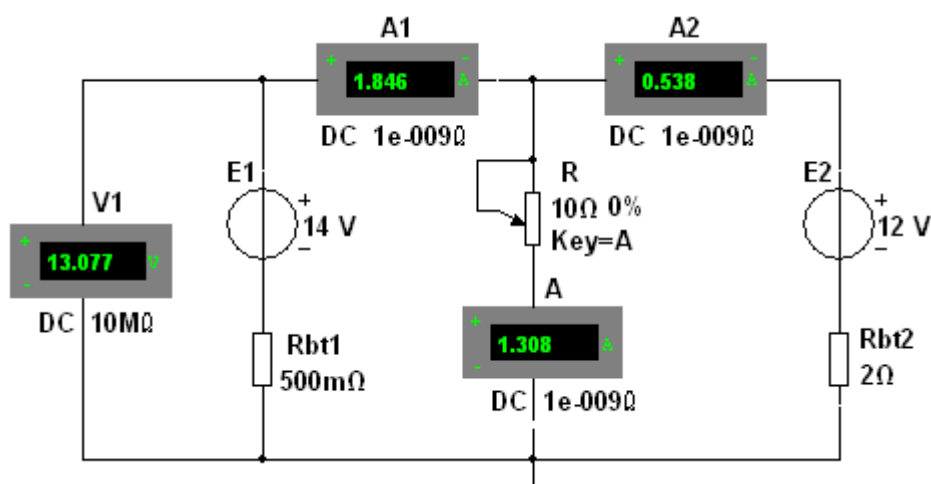 A1
A2
+ 1.846 - A
+ 0.538 - A
DC 1e-009Ω
DC 1e-009Ω
E1
+
14 V
-
R
10Ω 0%
Key=A
E2
+
12 V
-
V1
+
13.077 V
-
DC 10MΩ
A
+
1.308 A
-
DC 1e-009Ω
Rbt1
500mΩ
Rbt2
2Ω